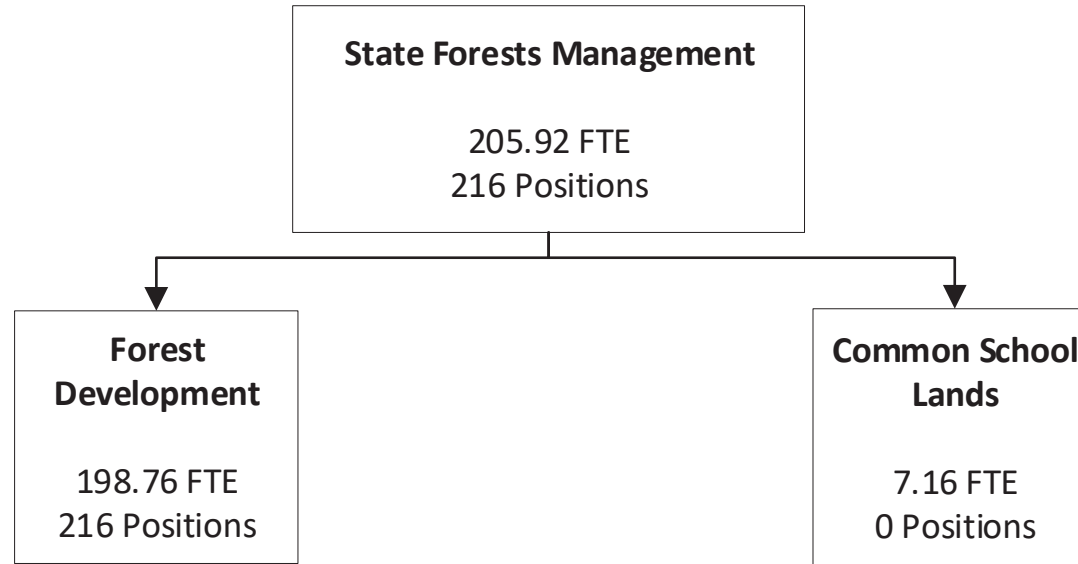 State Forests Management
205.92 FTE
216 Positions
Forest
Development
198.76 FTE
216 Positions
Common School
Lands
7.16 FTE
0 Positions